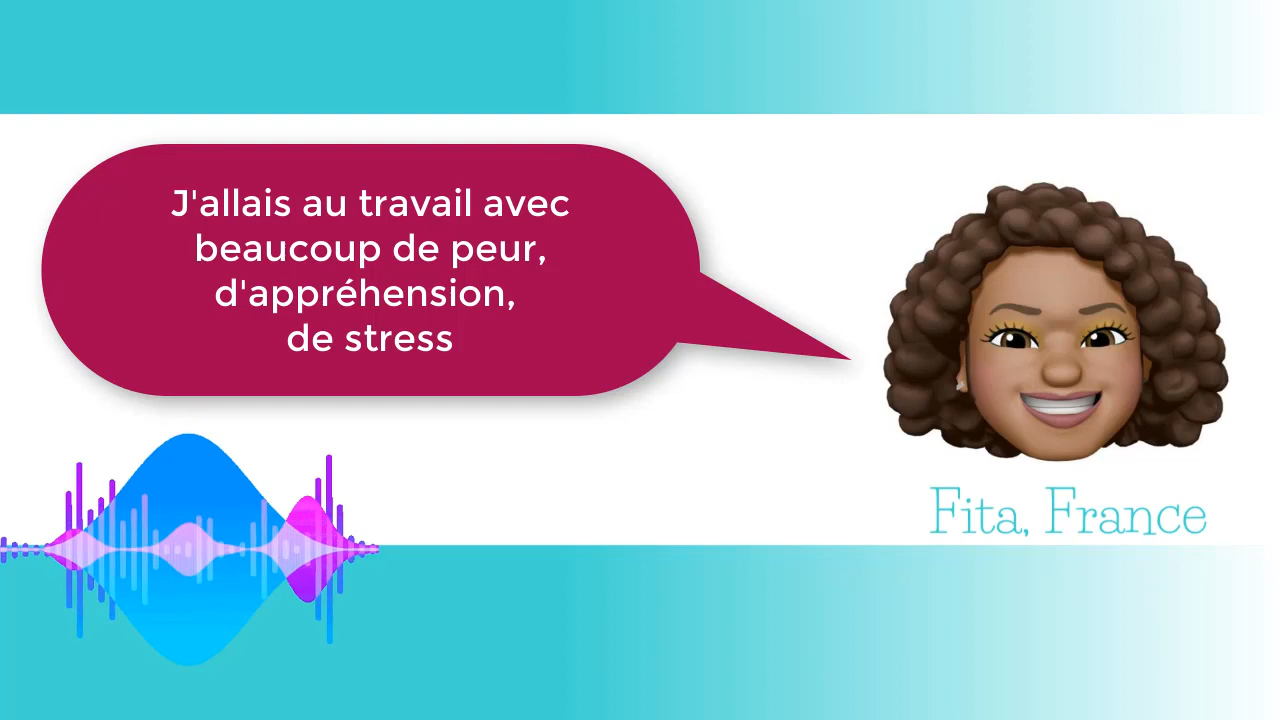 J'allais au travail avec
beaucoup de peur,
d'appréhension,
de stress
Fita, France